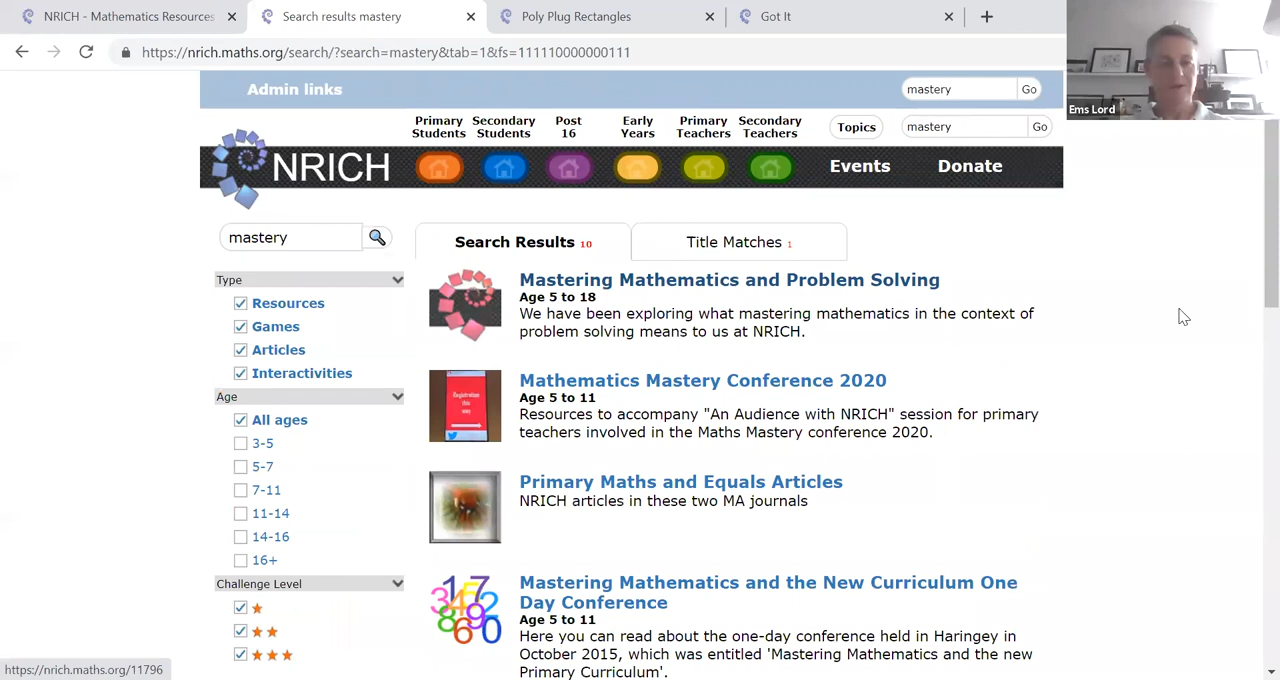 NRICH - Mathematics Resources
Search results mastery
Poly Plug Rectangles
Got It
https://nrich.maths.org/search/?search=mastery&tab=1&fs=111110000000111
Admin links
mastery
Go
Primary Students
Secondary Students
Post 16
Early Years
Primary Teachers
Secondary Teachers
Topics
mastery
Go
NRICH
Events
Donate
Ems Lord
mastery
Search Results 10
Title Matches 1
Type
Resources
Games
Articles
Interactivities
Age
All ages
3-5
5-7
7-11
11-14
14-16
16+
Challenge Level
Mastering Mathematics and Problem Solving
Age 5 to 18
We have been exploring what mastering mathematics in the context of
problem solving means to us at NRICH.
Registration
this
way
Mathematics Mastery Conference 2020
Age 5 to 11
Resources to accompany "An Audience with NRICH" session for primary
teachers involved in the Maths Mastery conference 2020.
Primary Maths and Equals Articles
NRICH articles in these two MA journals
Mastering Mathematics and the New Curriculum One
Day Conference
Age 5 to 11
Here you can read about the one-day conference held in Haringey in
October 2015, which was entitled 'Mastering Mathematics and the new
Primary Curriculum'.
https://nrich.maths.org/11796